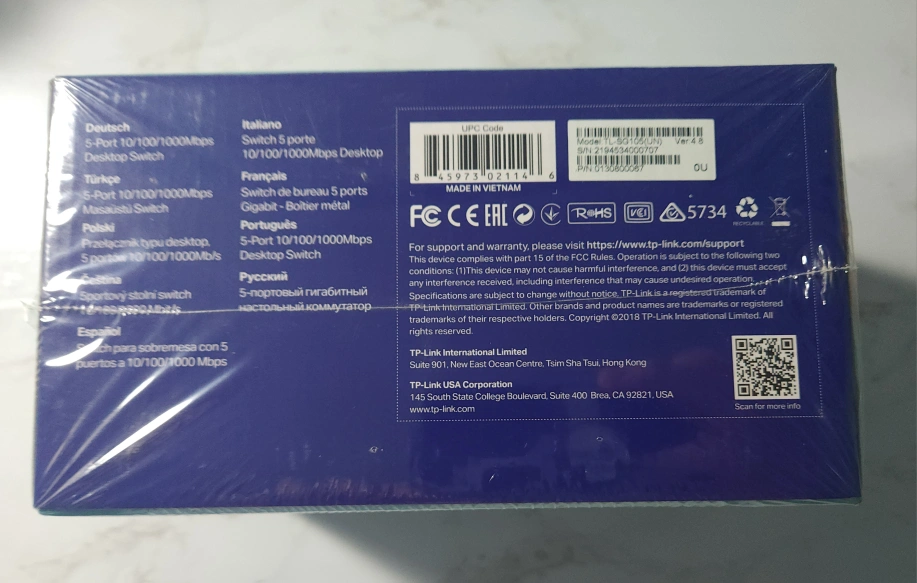 Deutsch
5-Port 10/100/1000Mbps
Desktop Switch
Türkçe
5-Port 10/100/1000Mbps
Masaüstü Switch
Polski
Przełącznik typu desktop,
5 portów 10/100/1000Mb/s
Čeština
Sportový stolní switch
Español
Switch para sobremesa con 5
puertos a 10/100/1000 Mbps
Italiano
Switch 5 porte
10/100/1000Mbps Desktop
Français
Switch de bureau 5 ports
Gigabit - Boîtier métal
Português
5-Port 10/100/1000Mbps
Desktop Switch
Русский
5-портовый гигабитный
настольный коммутатор
UPC Code
8 45973 02114 6
MADE IN VIETNAM
Model: TL-SG105(UN) Ver:4.8
S/N:2194534000707
P/N:0130800067 0U
FC CE EAC RoHS VCCI 5734
RECYCLABLE
For support and warranty, please visit https://www.tp-link.com/support
This device complies with part 15 of the FCC Rules. Operation is subject to the following two
conditions: (1)This device may not cause harmful interference, and (2) this device must accept
any interference received, including interference that may cause undesired operation.
Specifications are subject to change without notice. TP-Link is a registered trademark of
TP-Link International Limited. Other brands and product names are trademarks or registered
trademarks of their respective holders. Copyright ©2018 TP-Link International Limited. All
rights reserved.
TP-Link International Limited
Suite 901, New East Ocean Centre, Tsim Sha Tsui, Hong Kong
TP-Link USA Corporation
145 South State College Boulevard, Suite 400 Brea, CA 92821, USA
www.tp-link.com
Scan for more info